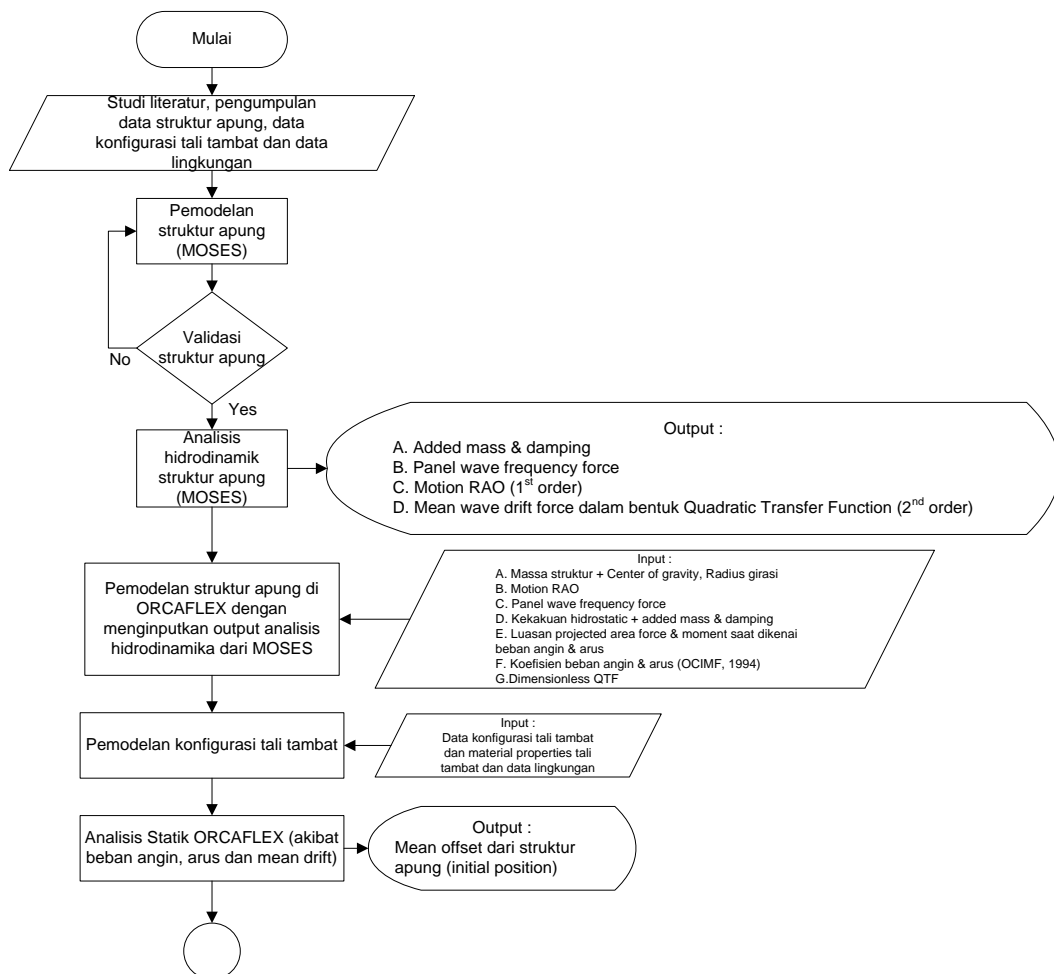 Mulai
Studi literatur, pengumpulan
data struktur apung, data
konfigurasi tali tambat dan data
lingkungan
Pemodelan
struktur apung
(MOSES)
Validasi
struktur apung
No
Yes
Analisis
hidrodinamik
struktur apung
(MOSES)
Output :
A. Added mass & damping
B. Panel wave frequency force
C. Motion RAO (1st order)
D. Mean wave drift force dalam bentuk Quadratic Transfer Function (2nd order)
Pemodelan struktur apung di
ORCAFLEX dengan
menginputkan output analisis
hidrodinamika dari MOSES
Input :
A. Massa struktur + Center of gravity, Radius girasi
B. Motion RAO
C. Panel wave frequency force
D. Kekakuan hidrostatic + added mass & damping
E. Luasan projected area force & moment saat dikenai
beban angin & arus
F. Koefisien beban angin & arus (OCIMF, 1994)
G.Dimensionless QTF
Pemodelan konfigurasi tali tambat
Input :
Data konfigurasi tali tambat
dan material properties tali
tambat dan data lingkungan
Analisis Statik ORCAFLEX (akibat
beban angin, arus dan mean drift)
Output :
Mean offset dari struktur
apung (initial position)